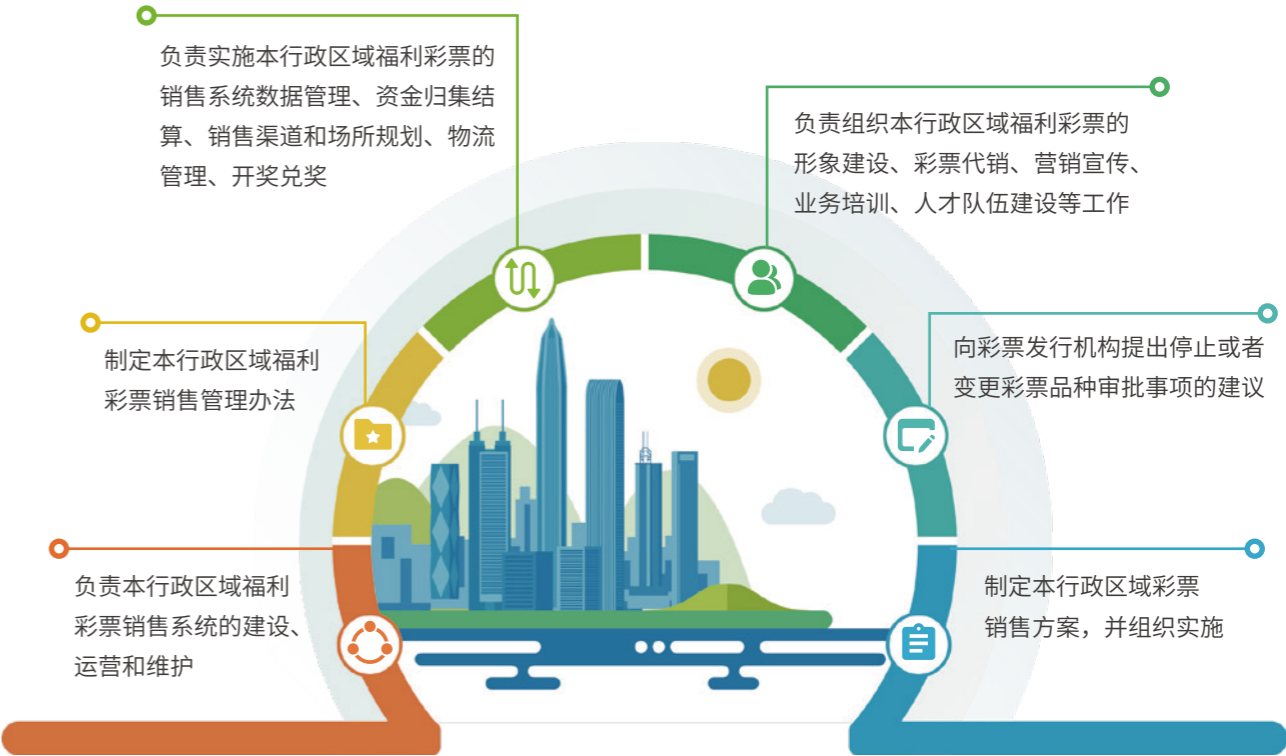 负责实施本行政区域福利彩票的
销售系统数据管理、资金归集结
算、销售渠道和场所规划、物流
管理、开奖兑奖
负责组织本行政区域福利彩票的
形象建设、彩票代销、营销宣传、
业务培训、人才队伍建设等工作
制定本行政区域福利
彩票销售管理办法
向彩票发行机构提出停止或者
变更彩票品种审批事项的建议
负责本行政区域福利
彩票销售系统的建设、
运营和维护
制定本行政区域彩票
销售方案，并组织实施